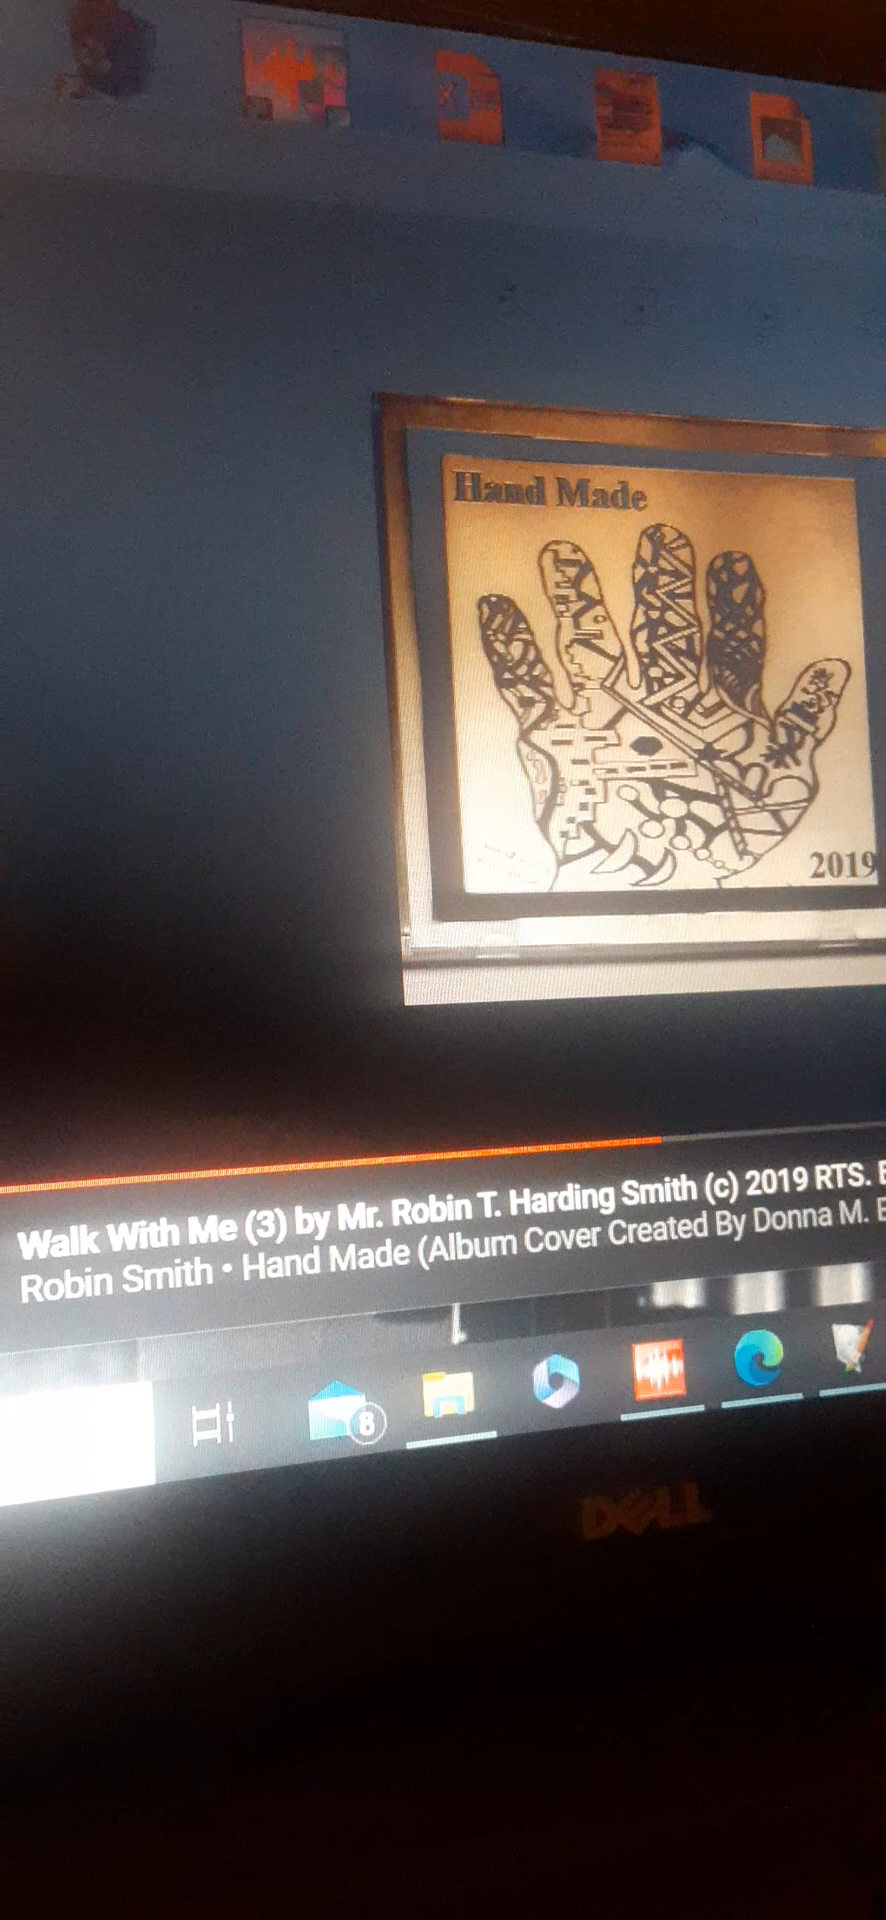 Hand Made
2019
Walk With Me (3) by Mr. Robin T. Harding Smith (c) 2019 RTS.
Robin Smith • Hand Made (Album Cover Created By Donna M.
8
DELL